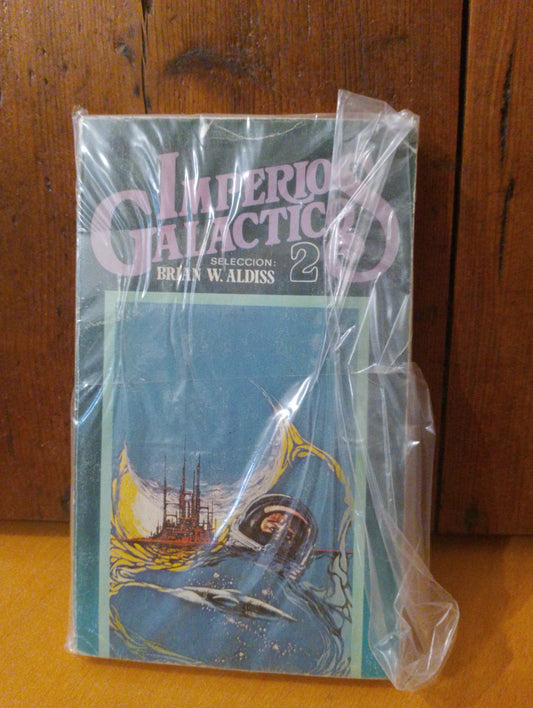 IMPERIOS
GALACTICOS
SELECCION:
BRIAN W. ALDISS
2